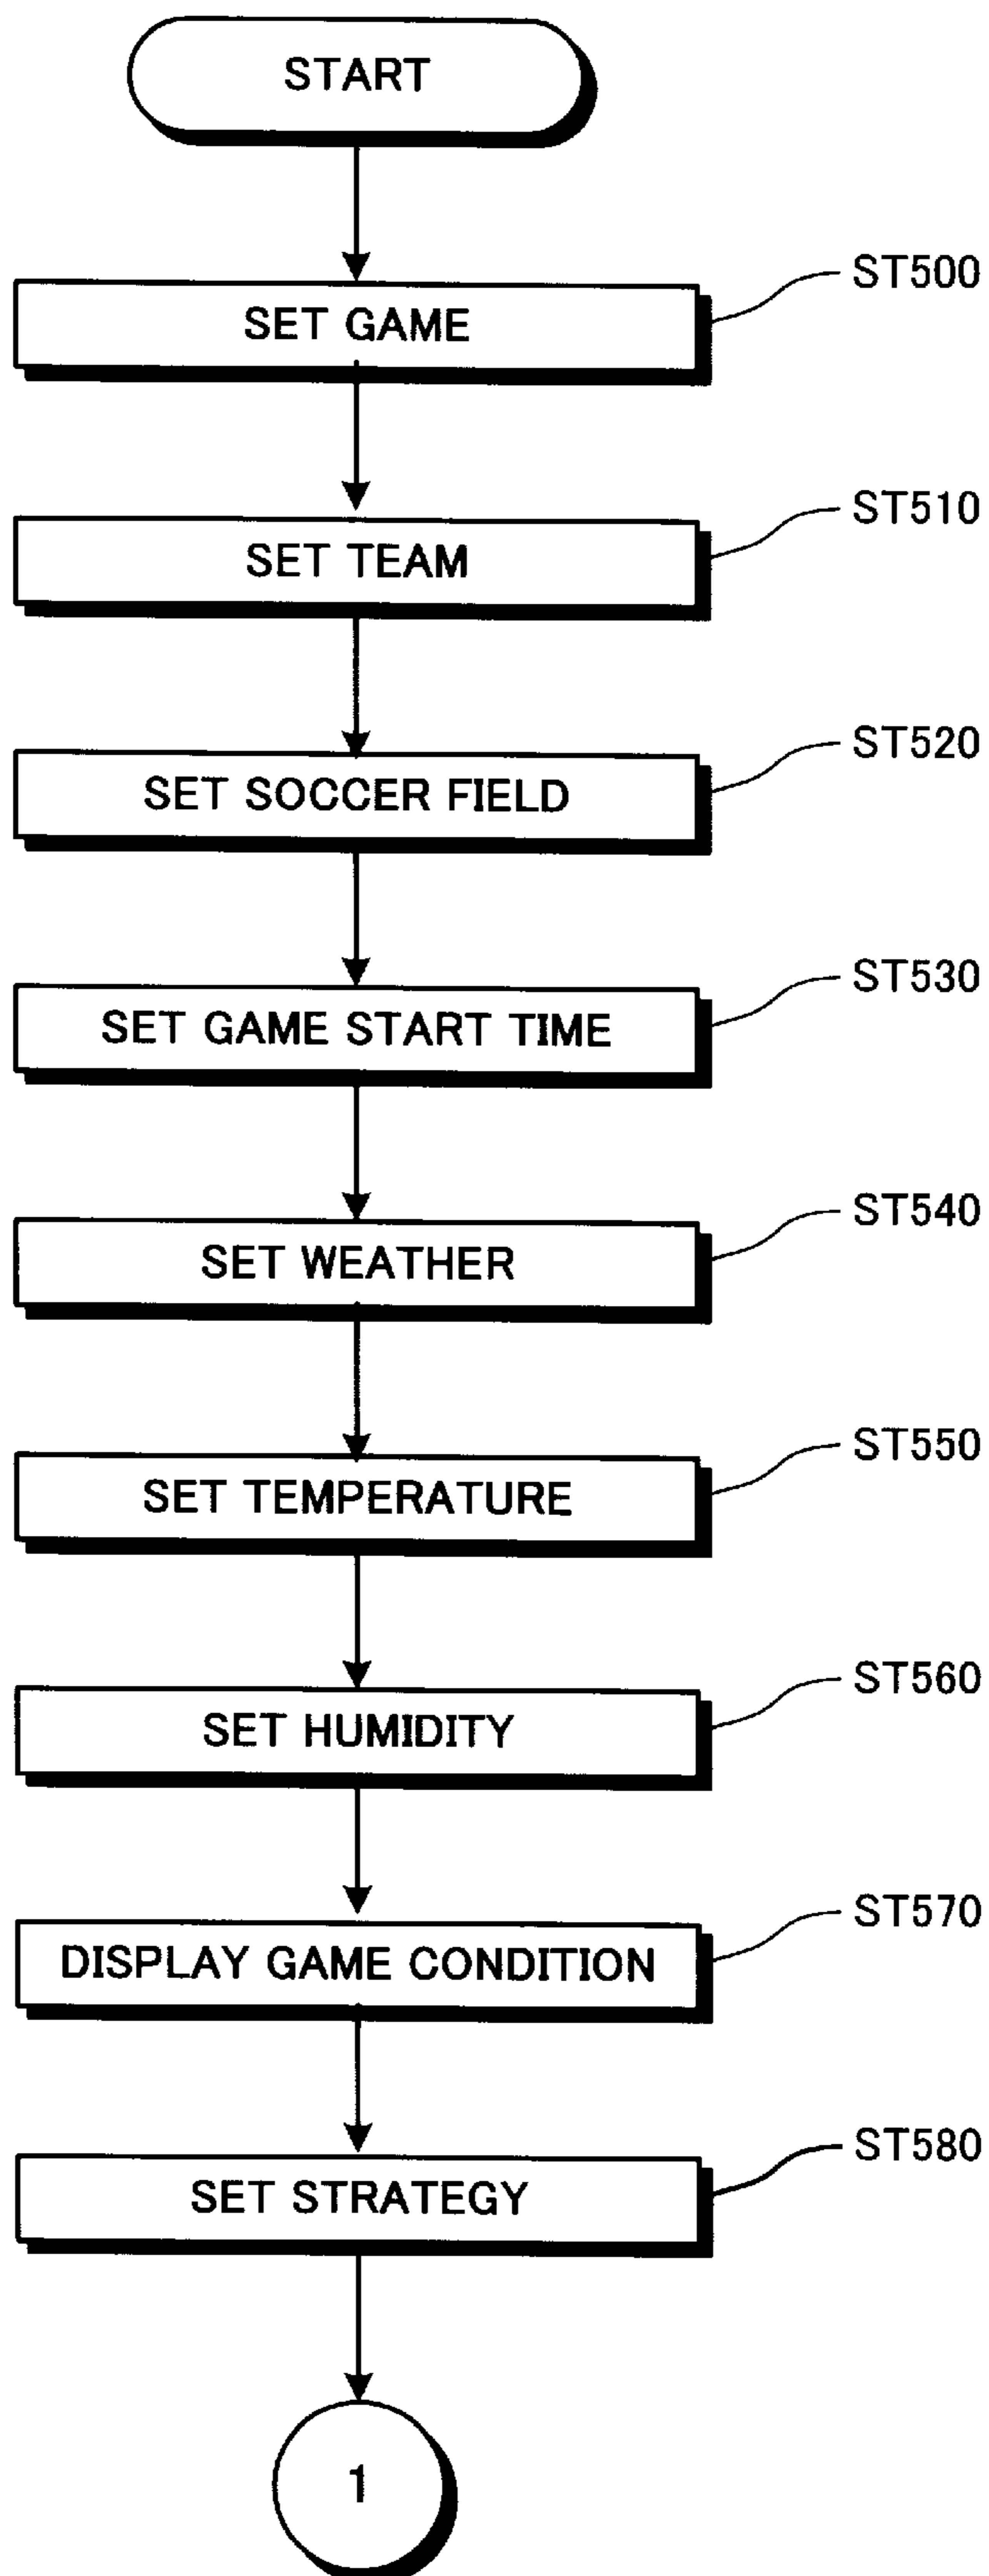 START
SET GAME
ST500
SET TEAM
ST510
SET SOCCER FIELD
ST520
SET GAME START TIME
ST530
SET WEATHER
ST540
SET TEMPERATURE
ST550
SET HUMIDITY
ST560
DISPLAY GAME CONDITION
ST570
SET STRATEGY
ST580
1